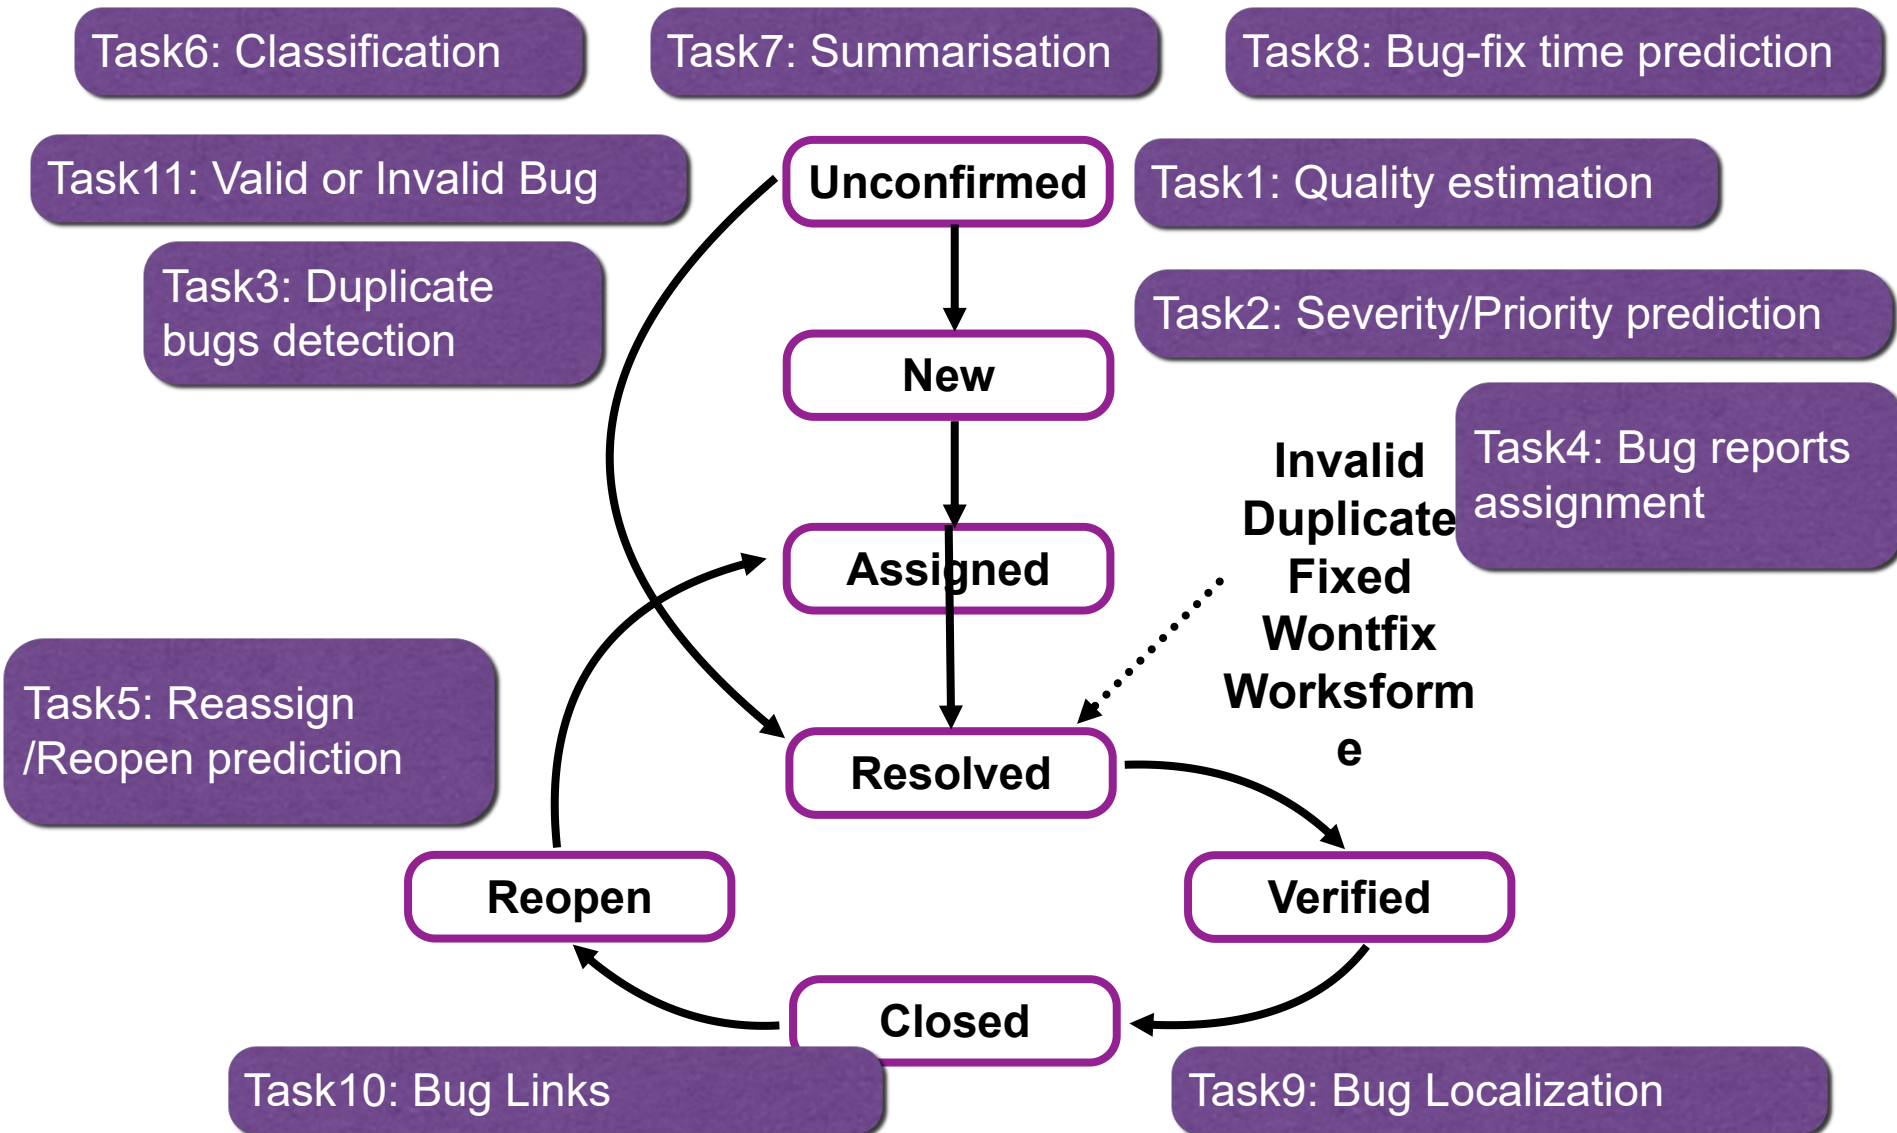 Task6: Classification
Task7: Summarisation
Task8: Bug-fix time prediction
Task11: Valid or Invalid Bug
Unconfirmed
Task1: Quality estimation
Task3: Duplicate
bugs detection
Task2: Severity/Priority prediction
New
Task4: Bug reports
assignment
Invalid
Duplicate
Fixed
Wontfix
Worksform
e
Assigned
Task5: Reassign
/Reopen prediction
Resolved
Reopen
Verified
Closed
Task10: Bug Links
Task9: Bug Localization